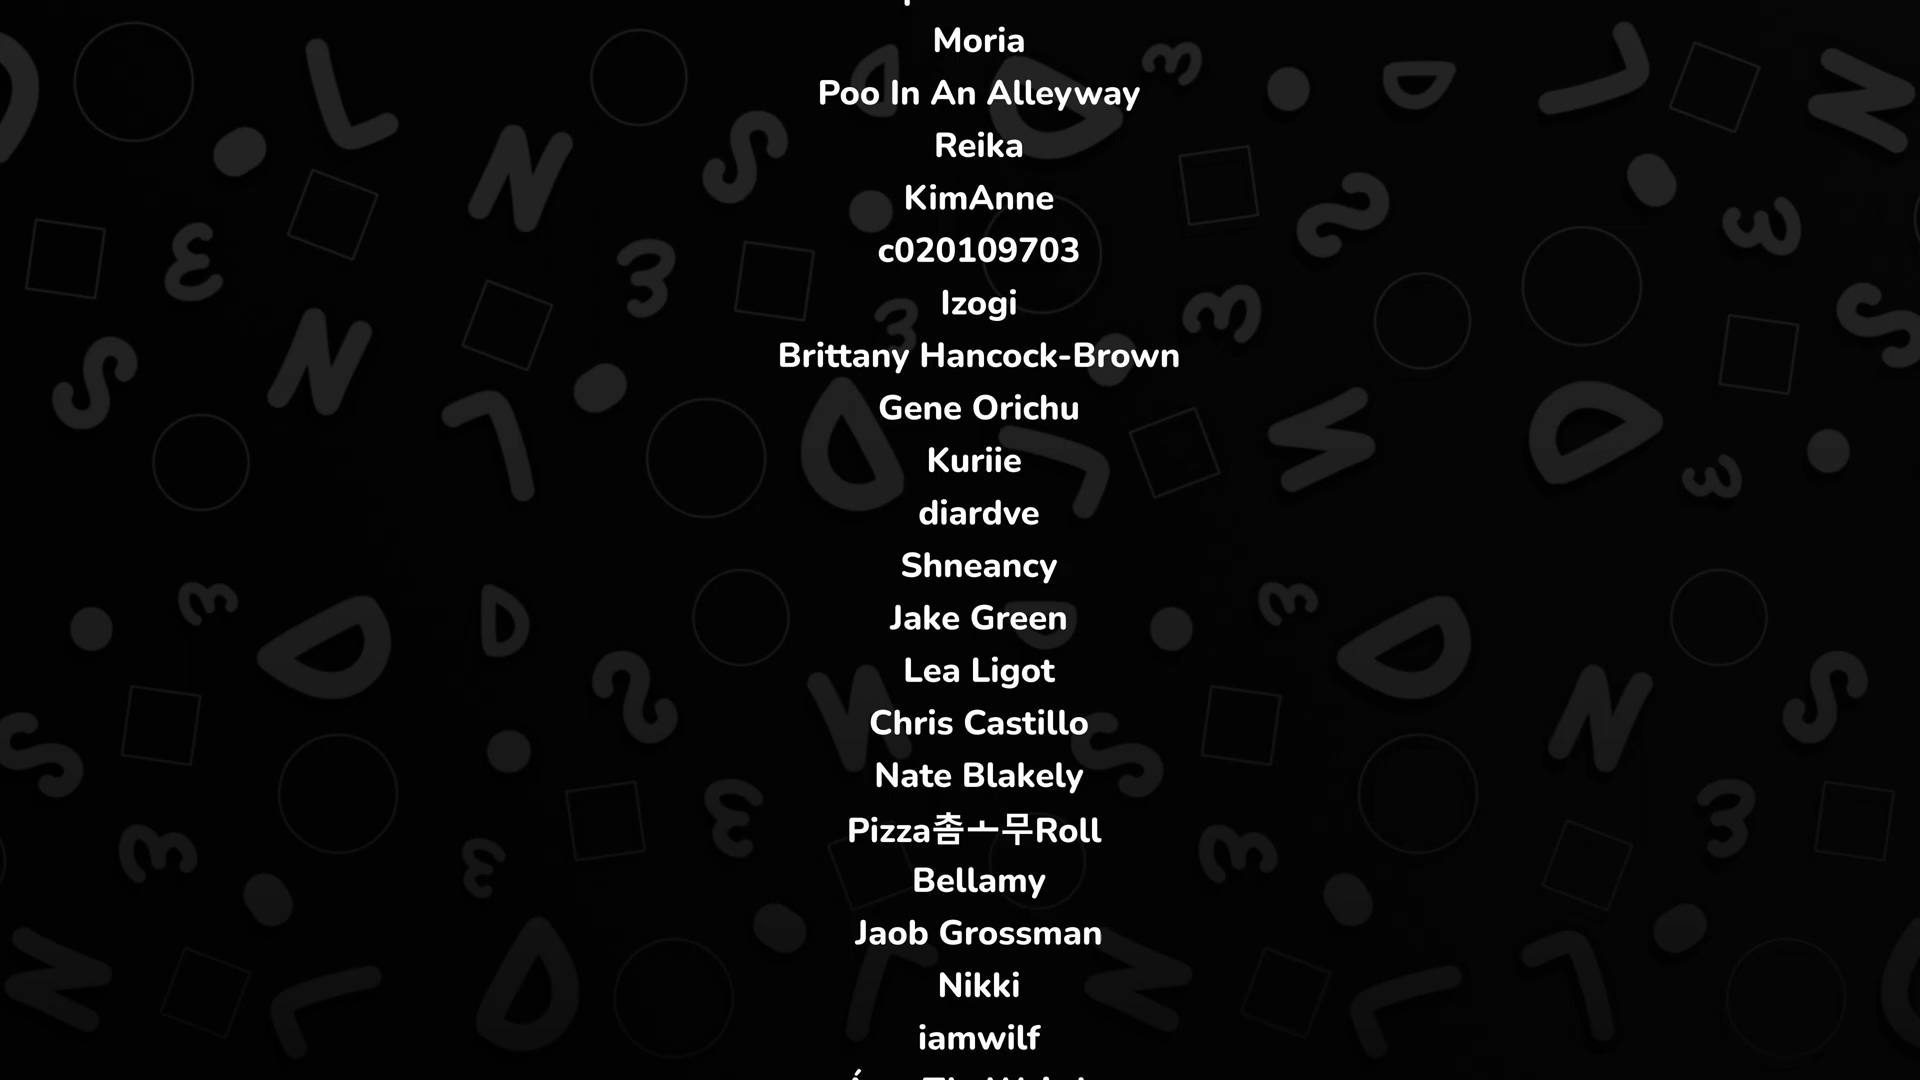 Moria
Poo In An Alleyway
Reika
KimAnne
c020109703
Izogi
Brittany Hancock-Brown
Gene Orichu
Kuriie
diardve
Shneancy
Jake Green
Lea Ligot
Chris Castillo
Nate Blakely
Pizza촘ㅗ무Roll
Bellamy
Jaob Grossman
Nikki
iamwilf